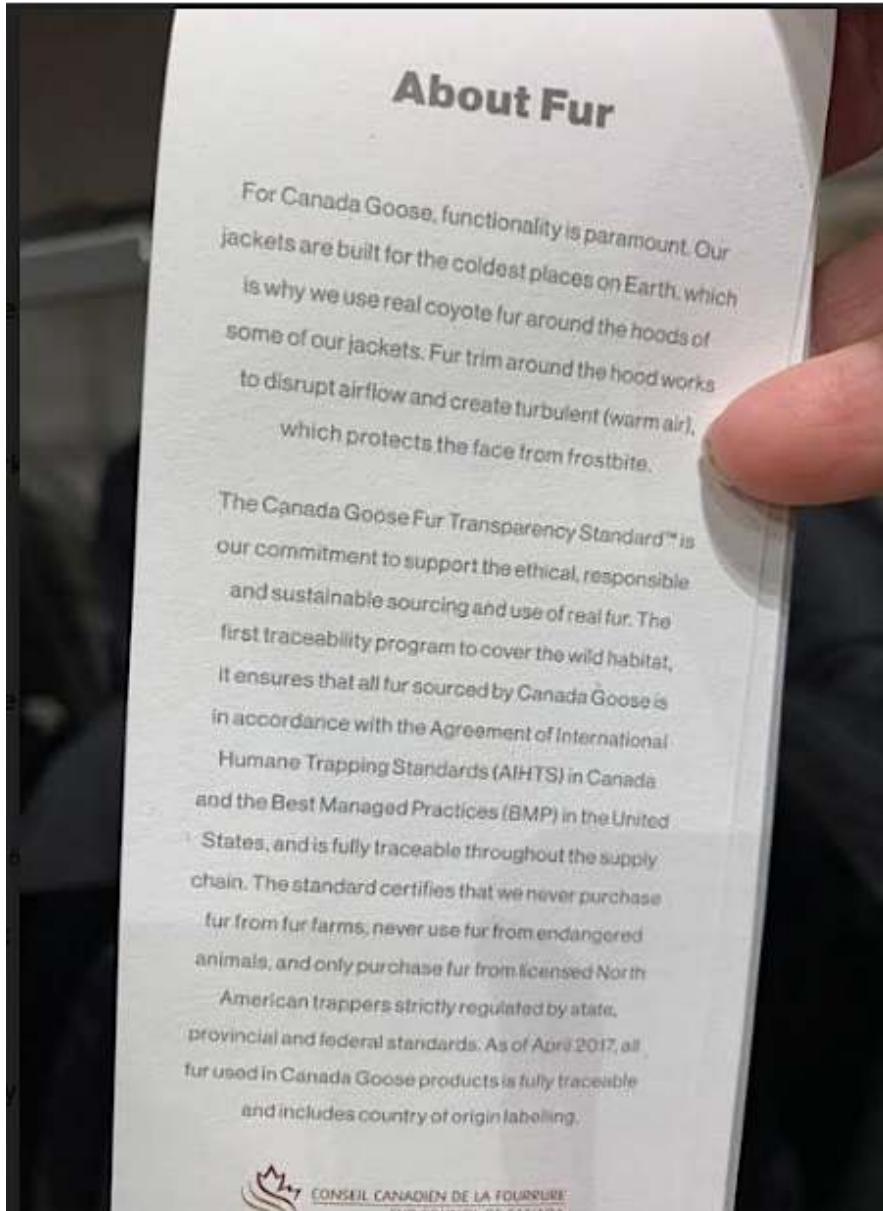 About Fur
For Canada Goose, functionality is paramount. Our
jackets are built for the coldest places on Earth, which
is why we use real coyote fur around the hoods of
some of our jackets. Fur trim around the hood works
to disrupt airflow and create turbulent (warm air),
which protects the face from frostbite.
The Canada Goose Fur Transparency Standard™ is
our commitment to support the ethical, responsible
and sustainable sourcing and use of real fur. The
first traceability program to cover the wild habitat,
it ensures that all fur sourced by Canada Goose is
in accordance with the Agreement of International
Humane Trapping Standards (AIHTS) in Canada
and the Best Managed Practices (BMP) in the United
States, and is fully traceable throughout the supply
chain. The standard certifies that we never purchase
fur from fur farms, never use fur from endangered
animals, and only purchase fur from licensed North
American trappers strictly regulated by state,
provincial and federal standards. As of April 2017, all
fur used in Canada Goose products is fully traceable
and includes country of origin labelling.
CONSEIL CANADIEN DE LA FOURRURE